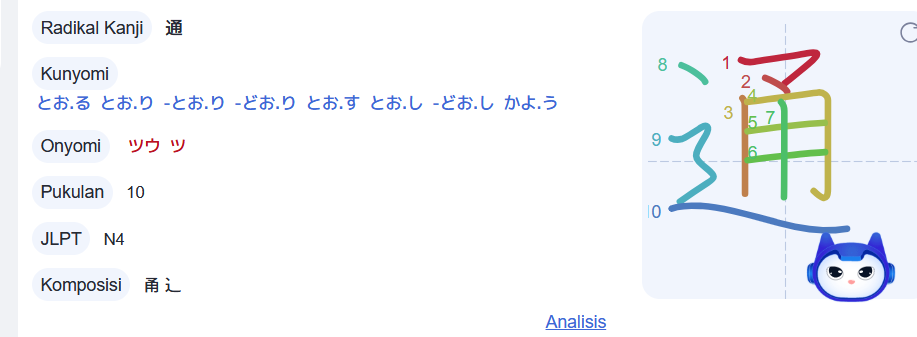 Radikal Kanji 通
Kunyomi
とお.る とお.り -とお.り -どお.り とお.す とお.し -どお.し かよ.う
Onyomi ツウ ツ
Pukulan 10
JLPT N4
Komposisi 甬 ⻌
Analisis
1
2
3
4
5
6
7
8
9
10